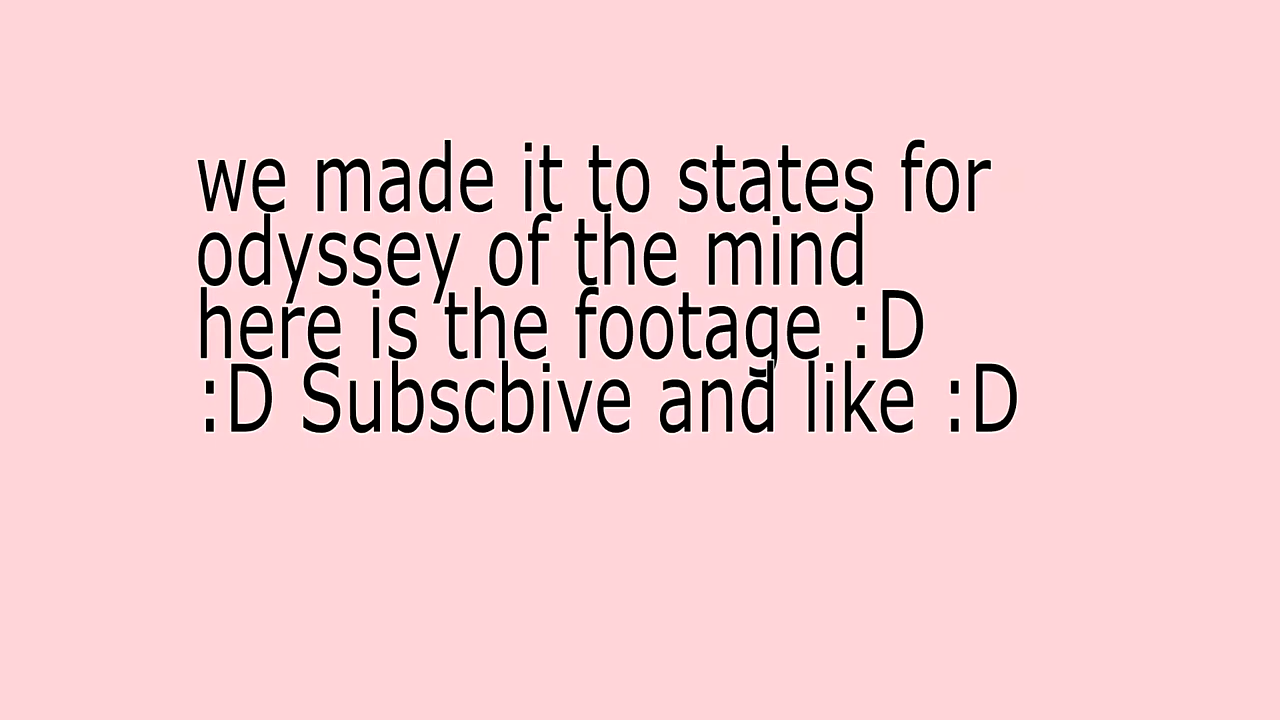 we made it to states for
odyssey of the mind
here is the footage :D
:D Subscbive and like :D